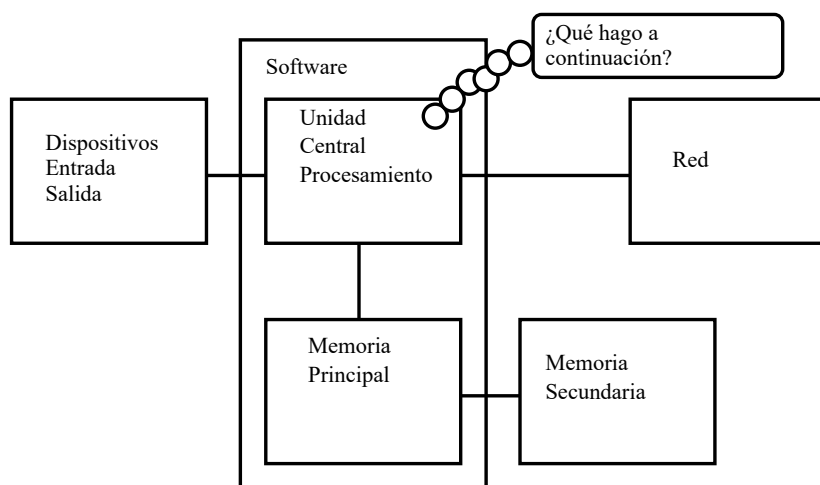 ¿Qué hago a
continuación?
Software
Unidad
Central
Procesamiento
Dispositivos
Entrada
Salida
Red
Memoria
Principal
Memoria
Secundaria